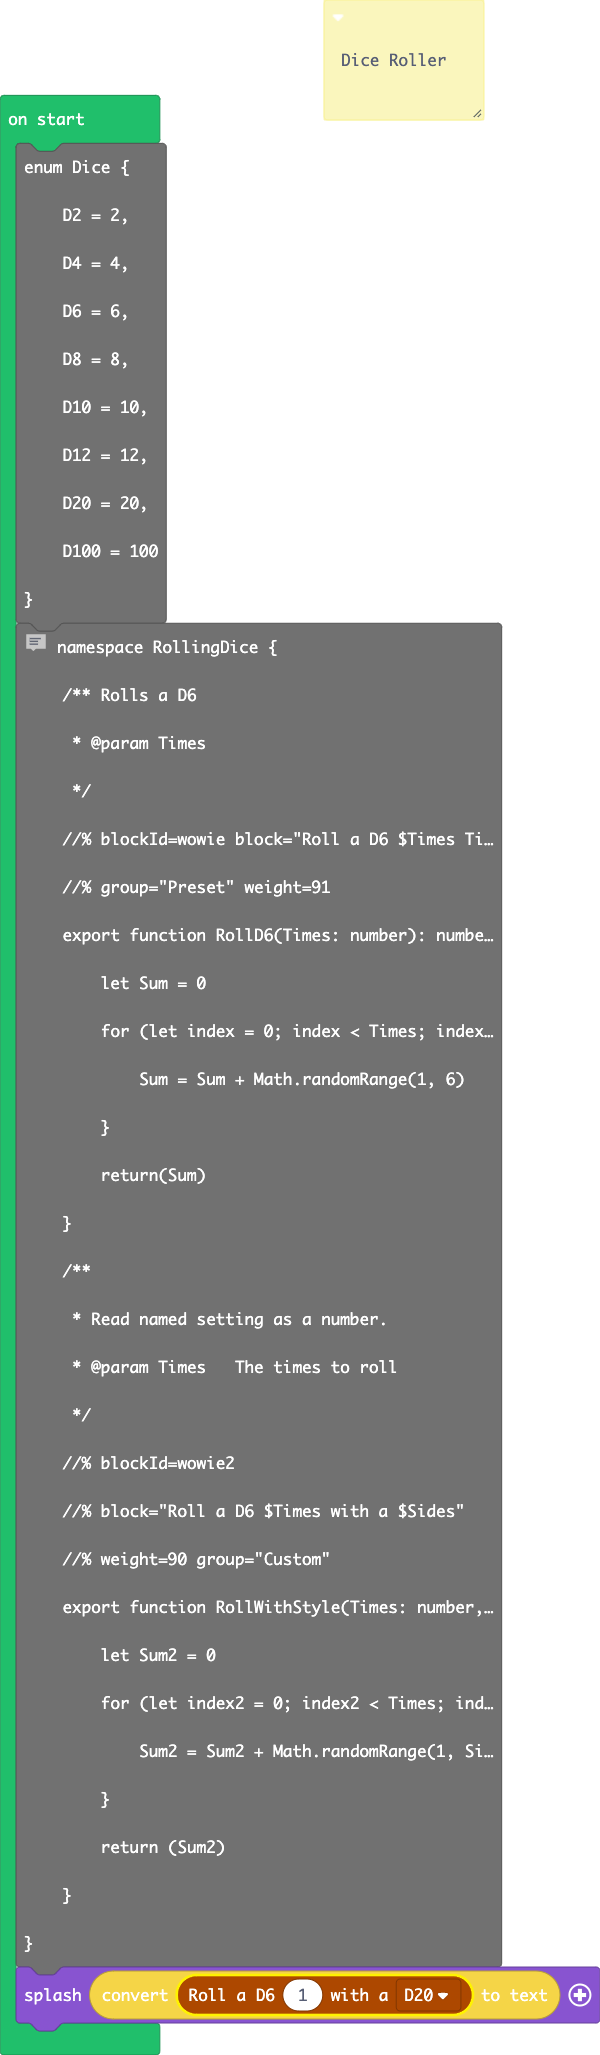 Dice Roller
on start
enum Dice {
D2 = 2,
D4 = 4,
D6 = 6,
D8 = 8,
D10 = 10,
D12 = 12,
D20 = 20,
D100 = 100
}
namespace RollingDice {
/** Rolls a D6
* @param Times
*/
//% blockId=wowie block="Roll a D6 $Times Ti…
//% group="Preset" weight=91
export function RollD6(Times: number): numbe…
let Sum = 0
for (let index = 0; index < Times; index…
Sum = Sum + Math.randomRange(1, 6)
}
return(Sum)
}
/**
* Read named setting as a number.
* @param Times   The times to roll
*/
//% blockId=wowie2
//% block="Roll a D6 $Times with a $Sides"
//% weight=90 group="Custom"
export function RollWithStyle(Times: number,…
let Sum2 = 0
for (let index2 = 0; index2 < Times; ind…
Sum2 = Sum2 + Math.randomRange(1, Si…
}
return (Sum2)
}
}
splash convert Roll a D6 1 with a D20 to text